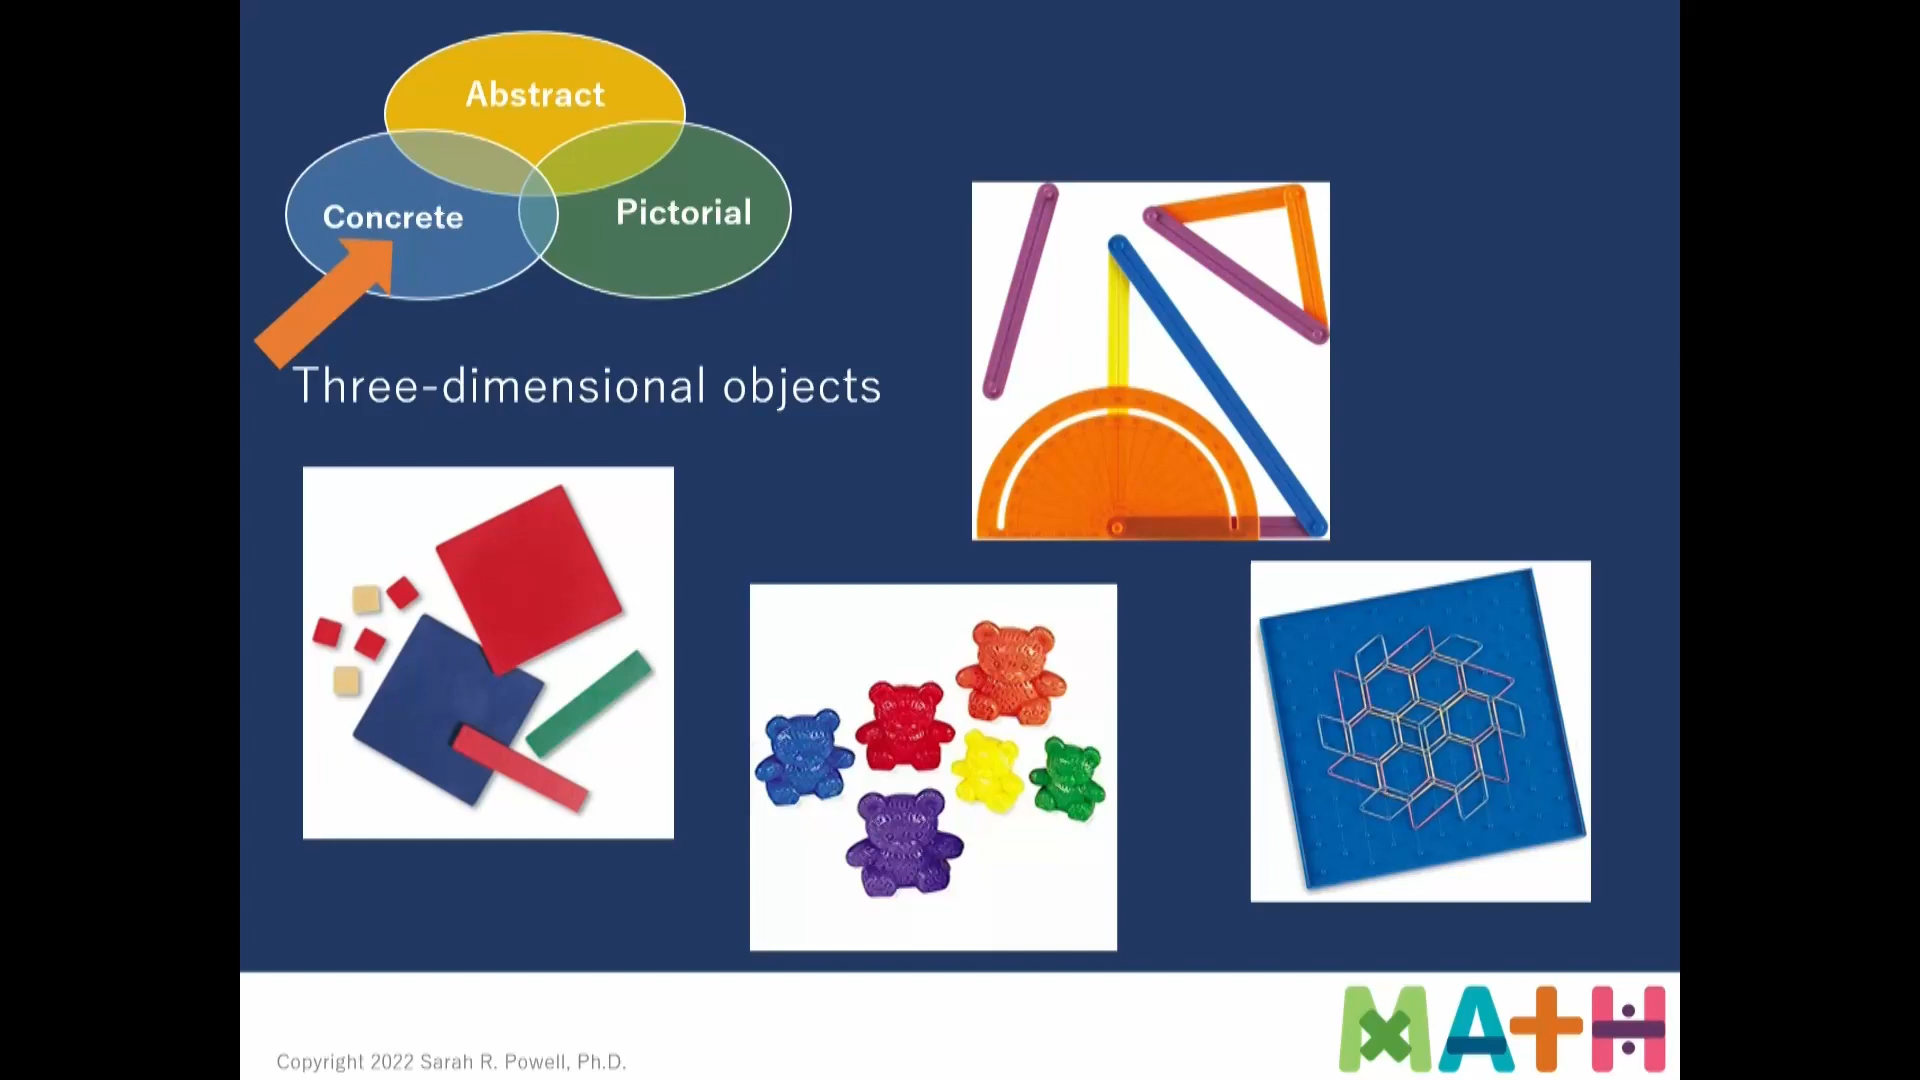 Abstract
Concrete
Pictorial
Three-dimensional objects
Copyright 2022 Sarah R. Powell, Ph.D.
MATH